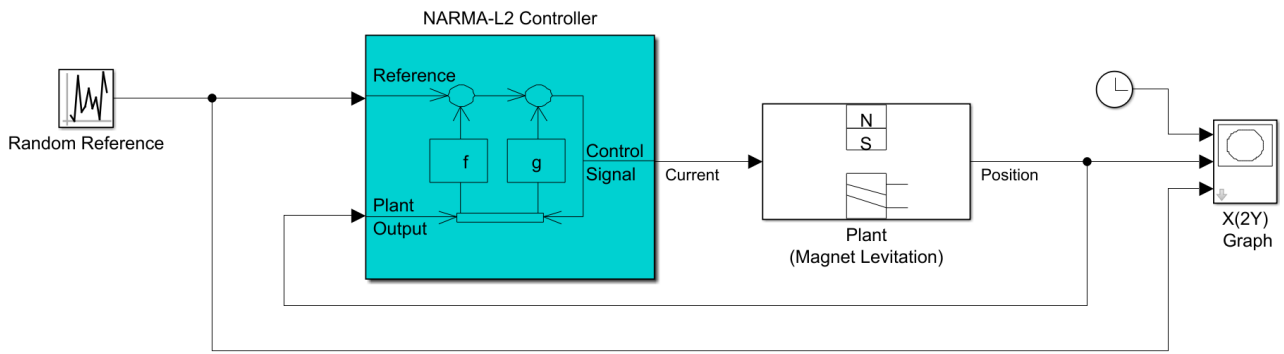 NARMA-L2 Controller
Random Reference
Reference
f
g
Control
Signal
Plant
Output
Current
N
S
Plant
(Magnet Levitation)
Position
X(2Y)
Graph